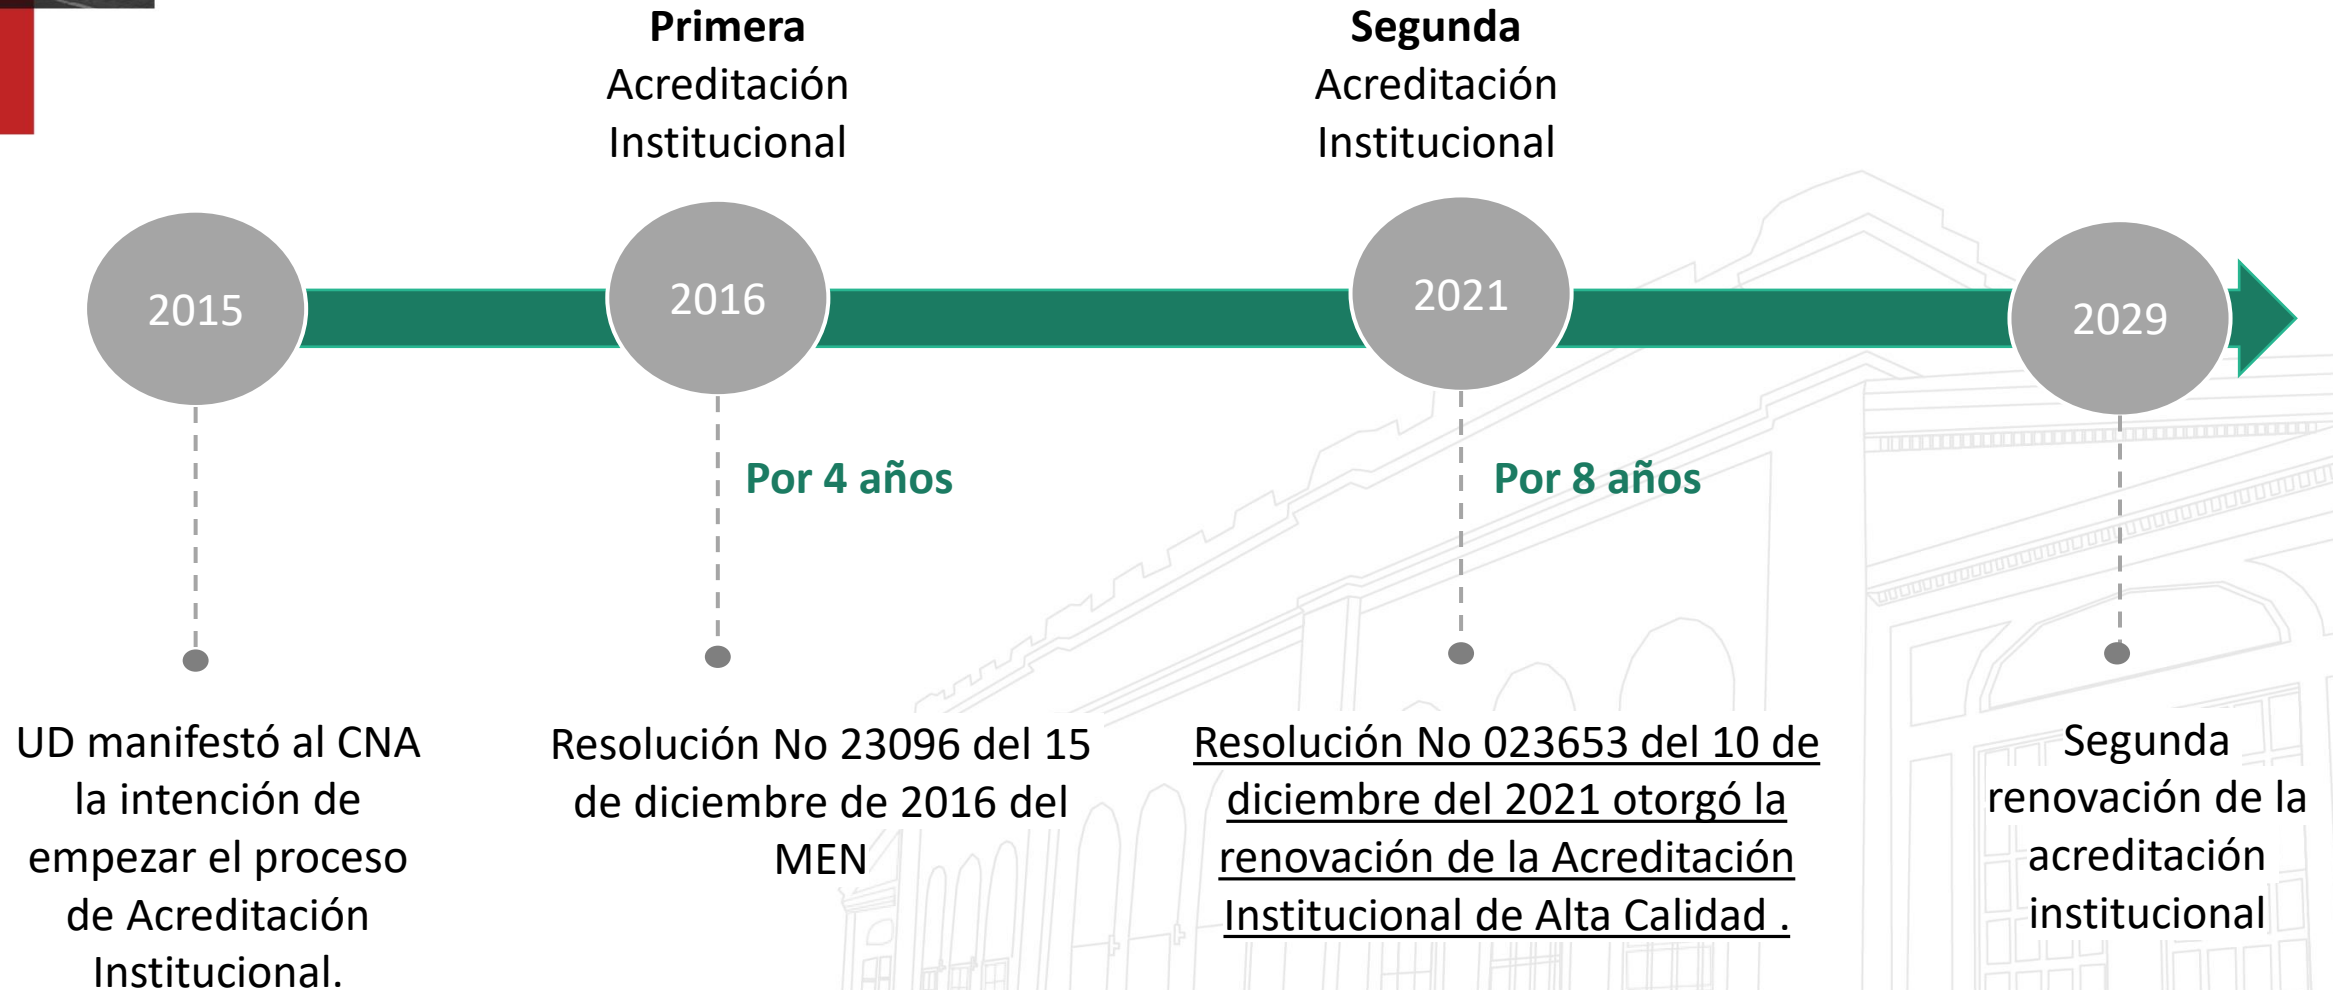 Primera
Acreditación
Institucional
Segunda
Acreditación
Institucional
2015
2016
2021
2029
Por 4 años
Por 8 años
UD manifestó al CNA
la intención de
empezar el proceso
de Acreditación
Institucional.
Resolución No 23096 del 15
de diciembre de 2016 del
MEN
Resolución No 023653 del 10 de
diciembre del 2021 otorgó la
renovación de la Acreditación
Institucional de Alta Calidad .
Segunda
renovación de la
acreditación
institucional